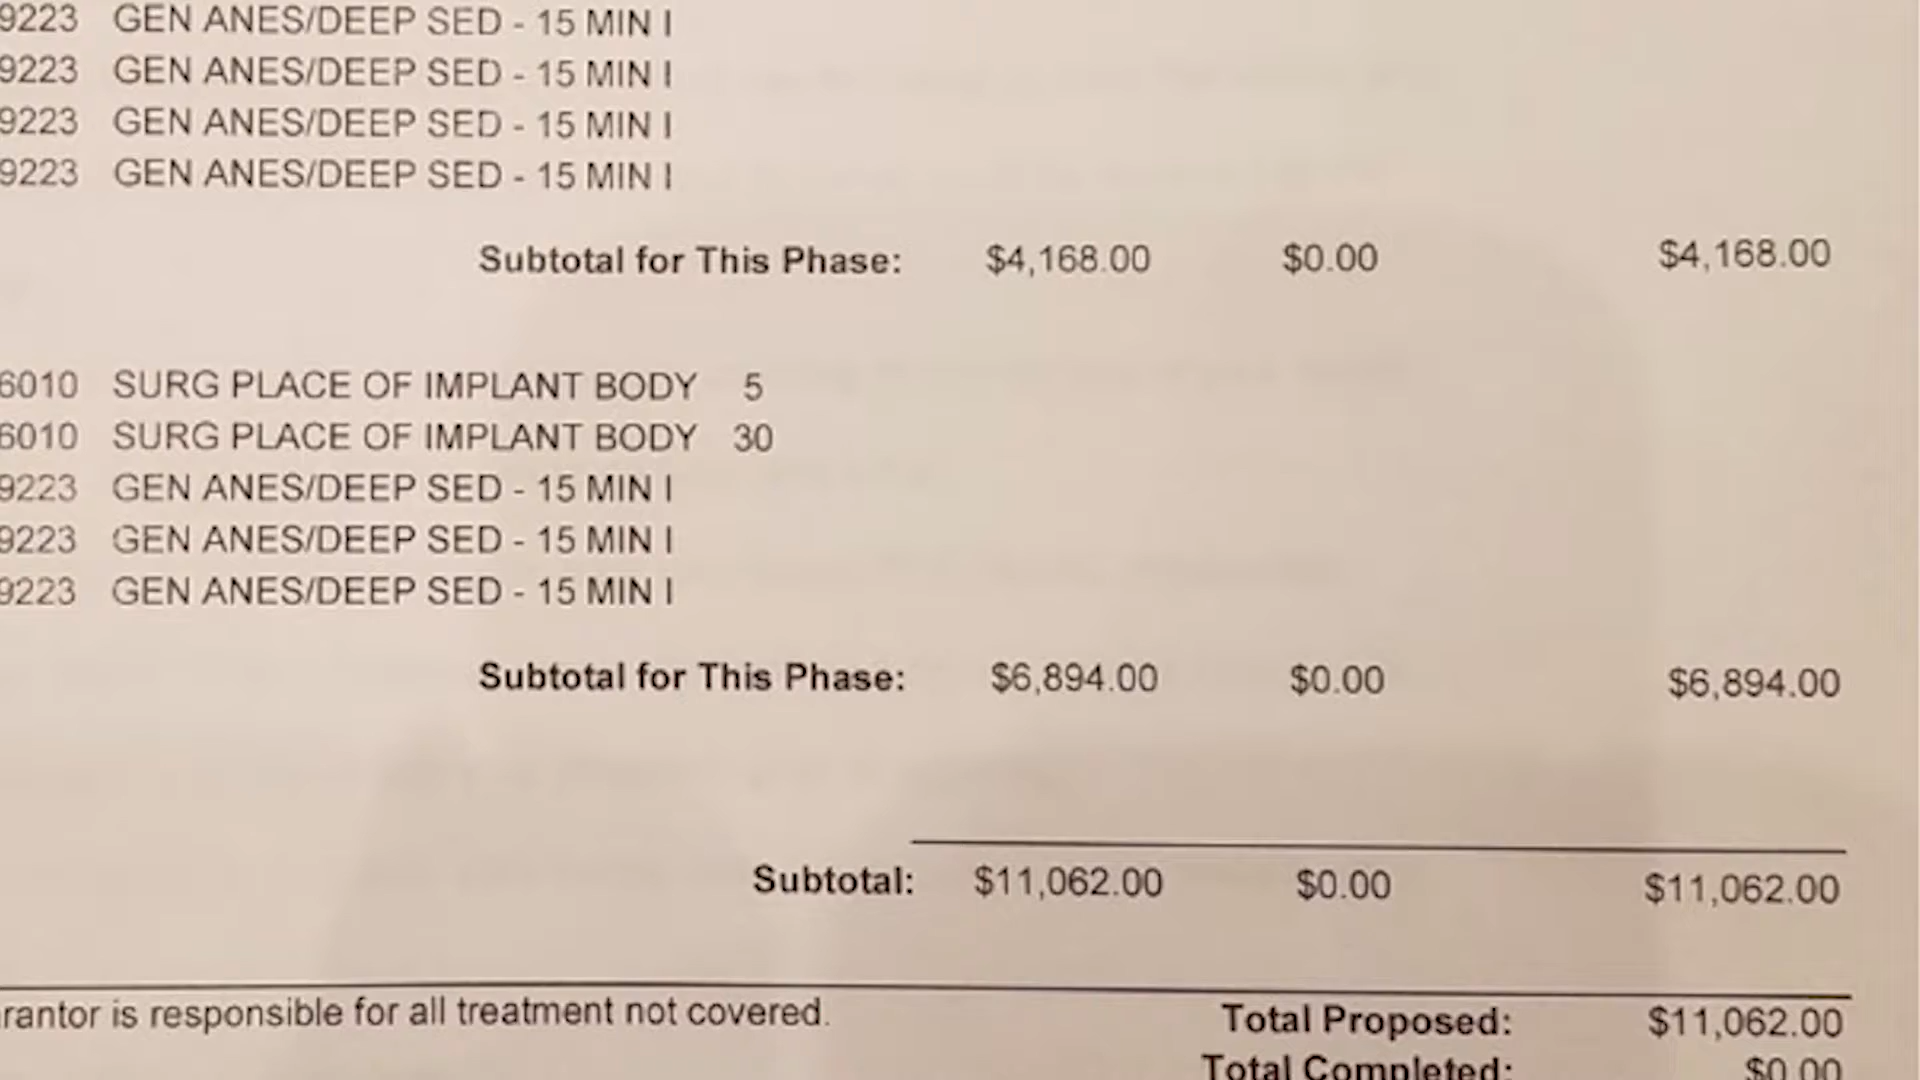 9223 GEN ANES/DEEP SED - 15 MIN I
9223 GEN ANES/DEEP SED - 15 MIN I
9223 GEN ANES/DEEP SED - 15 MIN I
9223 GEN ANES/DEEP SED - 15 MIN I
Subtotal for This Phase: $4,168.00 $0.00 $4,168.00
6010 SURG PLACE OF IMPLANT BODY 5
6010 SURG PLACE OF IMPLANT BODY 30
9223 GEN ANES/DEEP SED - 15 MIN I
9223 GEN ANES/DEEP SED - 15 MIN I
9223 GEN ANES/DEEP SED - 15 MIN I
Subtotal for This Phase: $6,894.00 $0.00 $6,894.00
Subtotal: $11,062.00 $0.00 $11,062.00
rantor is responsible for all treatment not covered. Total Proposed: $11,062.00
Total Completed: $0.00